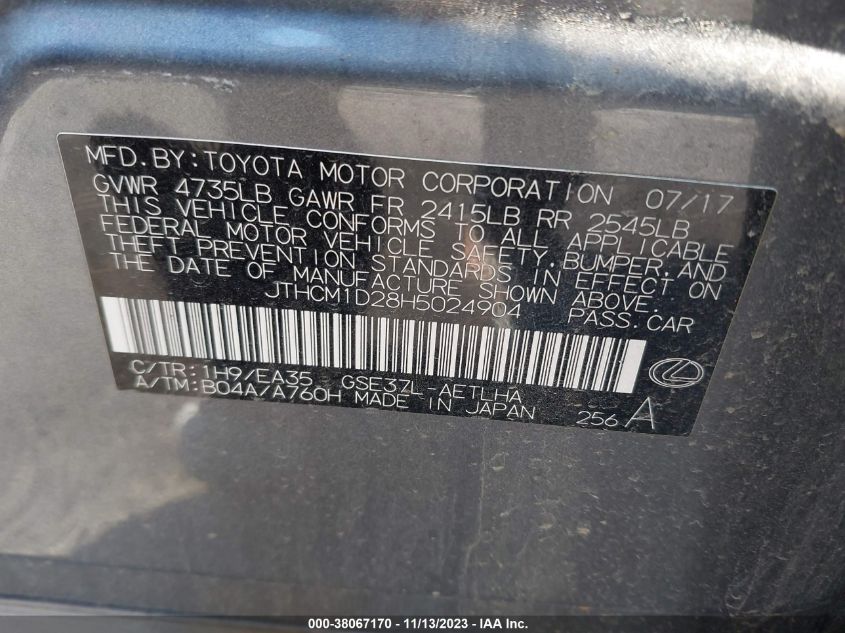 MFD.BY:TOYOTA MOTOR CORPORATION 07/17
GVWR 4735LB GAWR FR 2415LB RR 2545LB
THIS VEHICLE CONFORMS TO ALL APPLICABLE
FEDERAL MOTOR VEHICLE SAFETY,BUMPER,AND
THEFT PREVENTION STANDARDS IN EFFECT ON
THE DATE OF MANUFACTURE SHOWN ABOVE.
JTHCM1D28H5024904 PASS.CAR
C/TR:1H9/EA35 GSE37L-AETLHA
A/TM:B04A/A760H MADE IN JAPAN 256 A
000-38067170 - 11/13/2023 - IAA Inc.